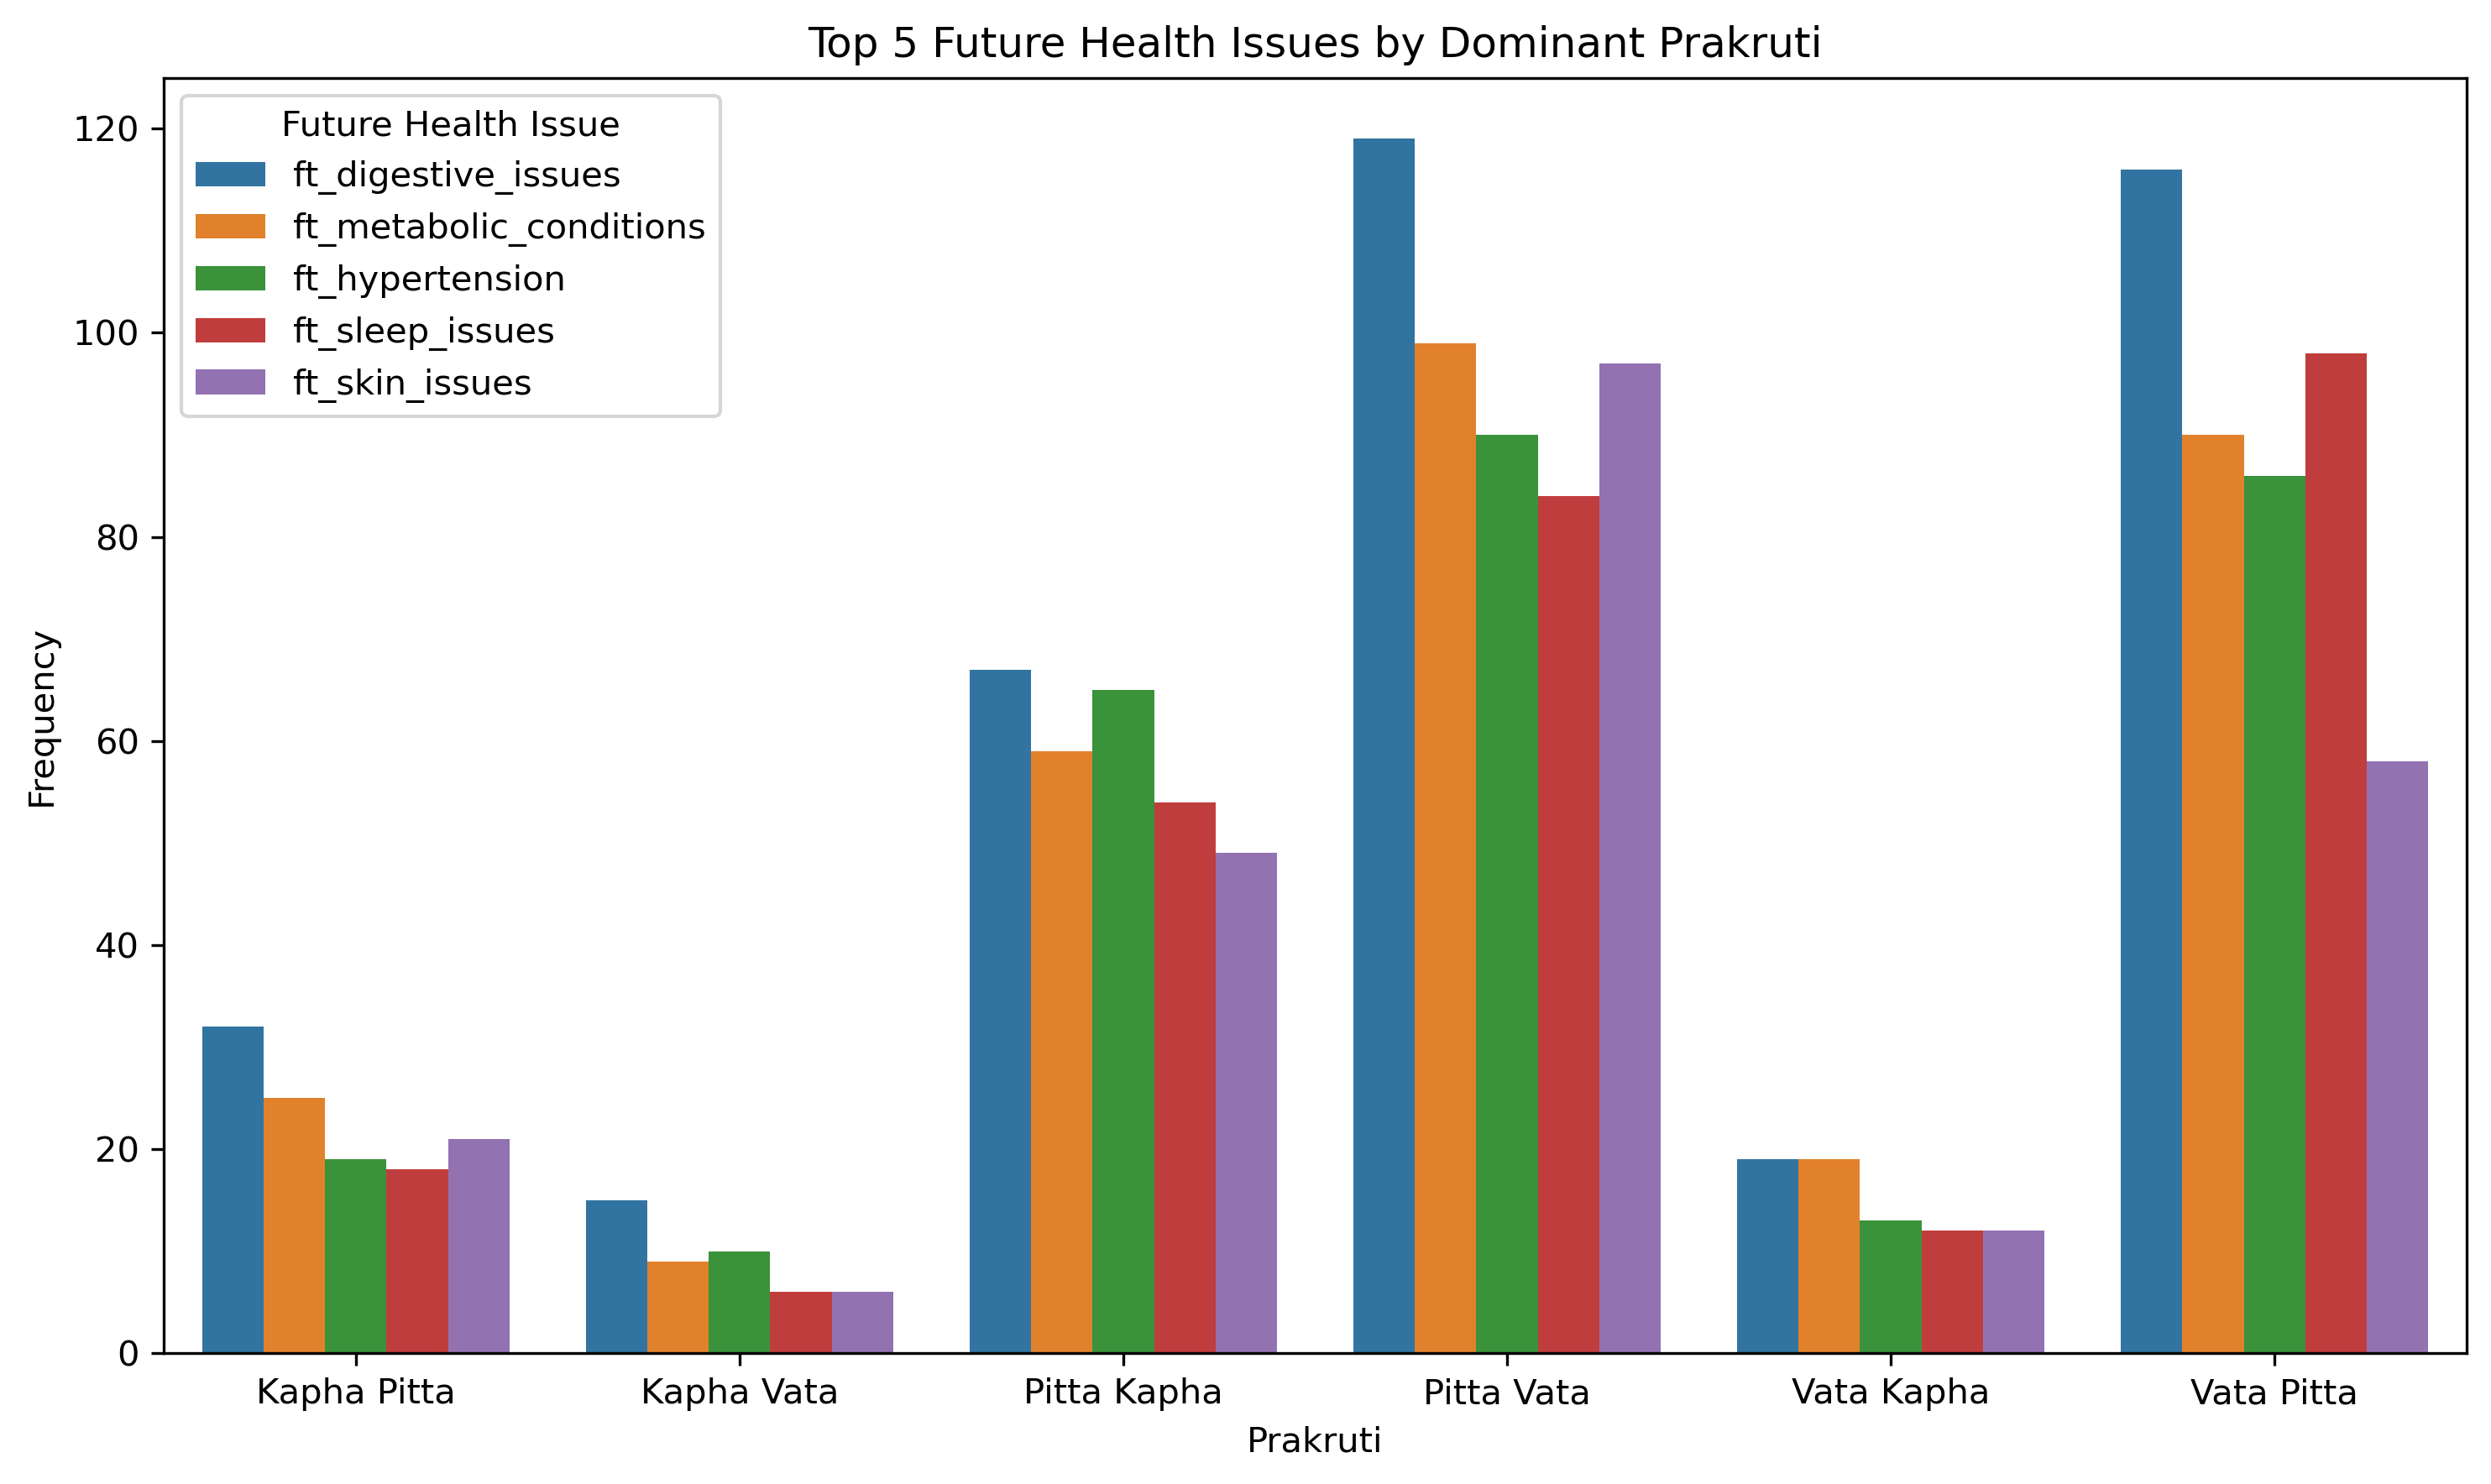 Top 5 Future Health Issues by Dominant Prakruti
Future Health Issue
ft_digestive_issues
ft_metabolic_conditions
ft_hypertension
ft_sleep_issues
ft_skin_issues
120
100
80
60
40
20
0
Frequency
Kapha Pitta Kapha Vata Pitta Kapha Pitta Vata Vata Kapha Vata Pitta
Prakruti